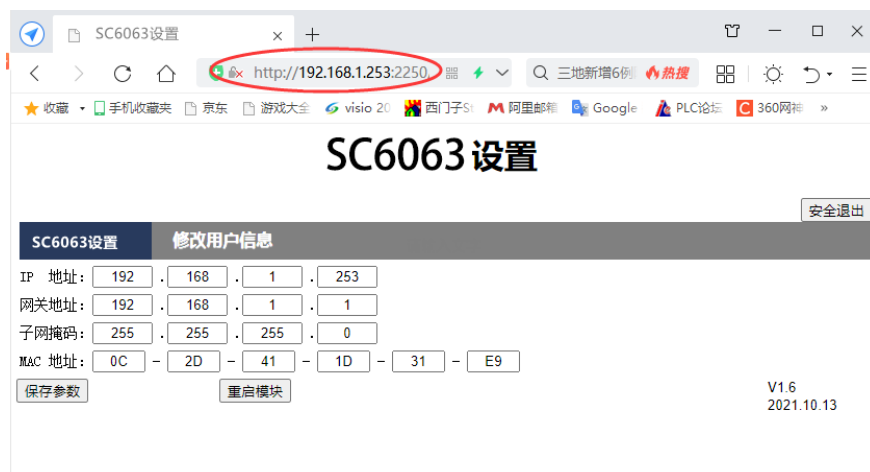 SC6063设置
http://192.168.1.253:2250
三地新增6例 热搜
收藏 手机收藏夹 京东 游戏大全 visio 20 西门子S 阿里邮箱 Google PLC论坛 360网神 »
SC6063 设置
安全退出
SC6063设置 修改用户信息
IP 地址: 192 . 168 . 1 . 253
网关地址: 192 . 168 . 1 . 1
子网掩码: 255 . 255 . 255 . 0
MAC 地址: 0C - 2D - 41 - 1D - 31 - E9
保存参数 重启模块 V1.6
2021.10.13